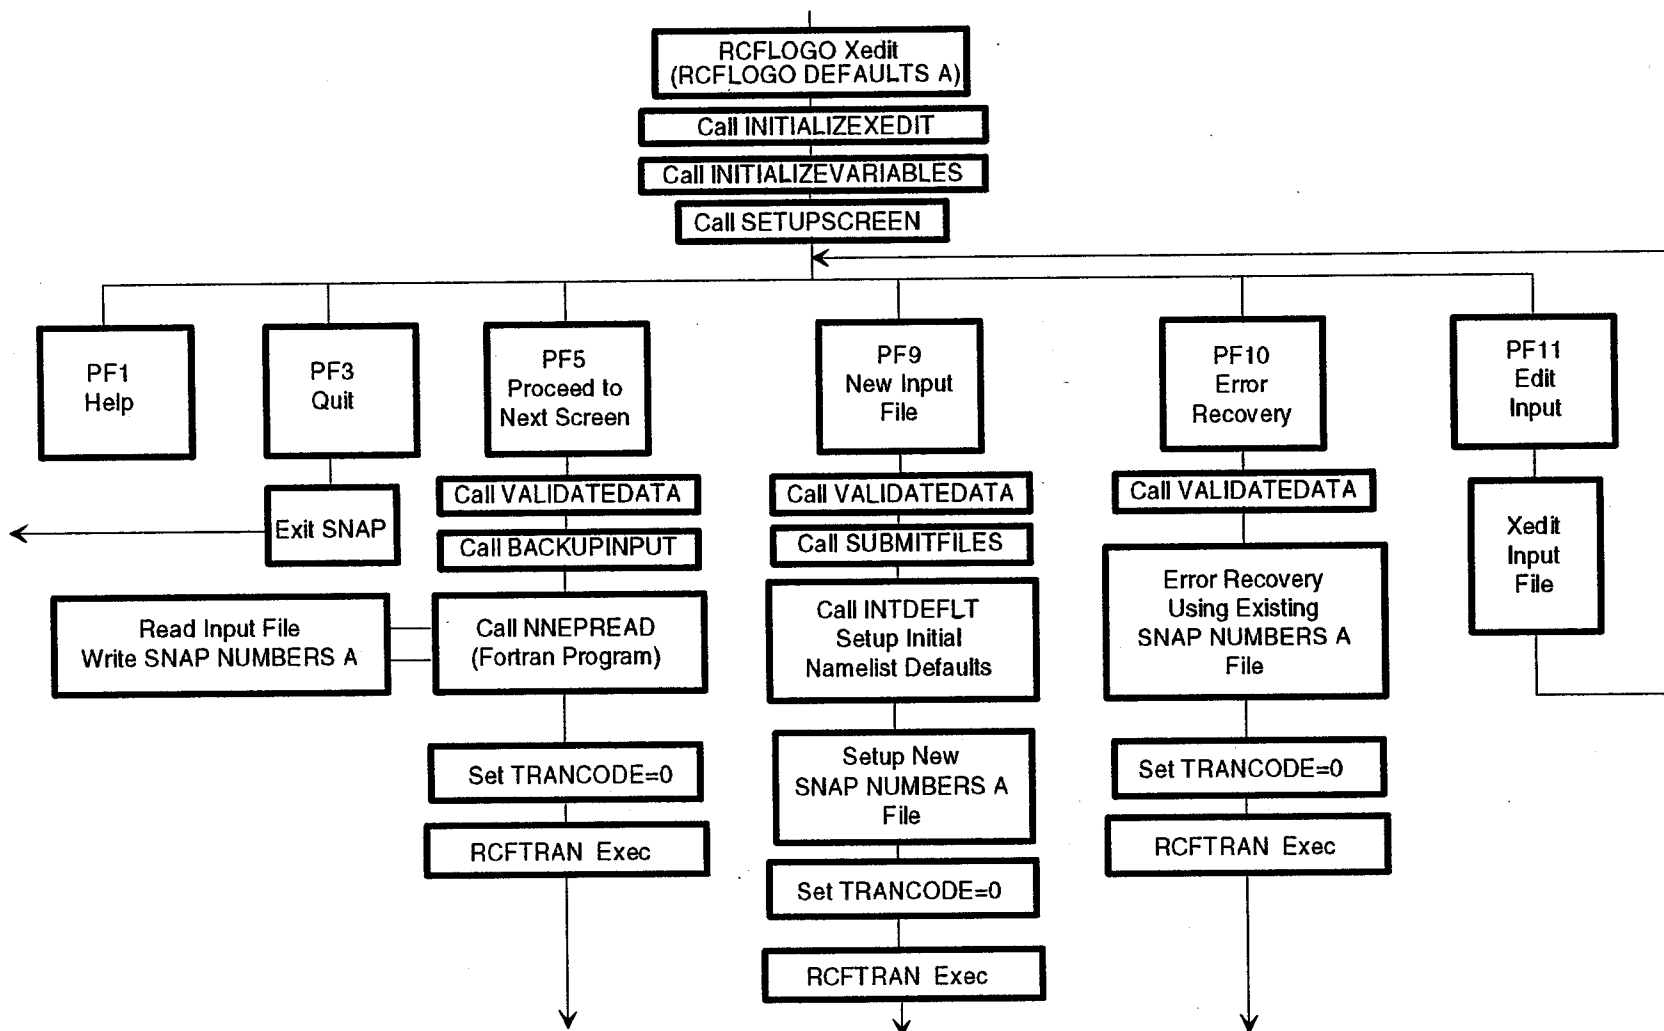 RCFLOGO Xedit
(RCFLOGO DEFAULTS A)
Call INITIALIZEXEDIT
Call INITIALIZEVARIABLES
Call SETUPSCREEN
PF1
Help
PF3
Quit
Exit SNAP
PF5
Proceed to
Next Screen
Call VALIDATEDATA
Call BACKUPINPUT
Call NNEPREAD
(Fortran Program)
Read Input File
Write SNAP NUMBERS A
Set TRANCODE=0
RCFTRAN Exec
PF9
New Input
File
Call VALIDATEDATA
Call SUBMITFILES
Call INTDEFLT
Setup Initial
Namelist Defaults
Setup New
SNAP NUMBERS A
File
Set TRANCODE=0
RCFTRAN Exec
PF10
Error
Recovery
Call VALIDATEDATA
Error Recovery
Using Existing
SNAP NUMBERS A
File
Set TRANCODE=0
RCFTRAN Exec
PF11
Edit
Input
Xedit
Input
File